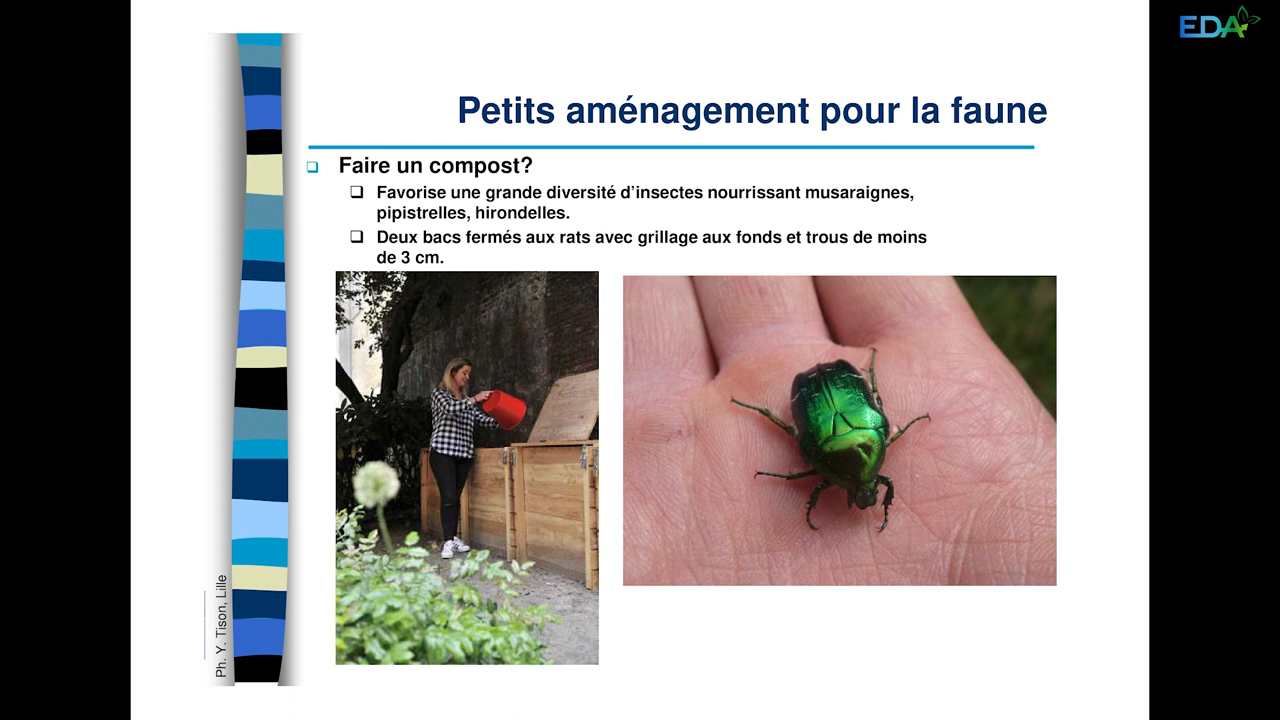 EDA
Petits aménagement pour la faune
Faire un compost?
Favorise une grande diversité d’insectes nourrissant musaraignes,
pipistrelles, hirondelles.
Deux bacs fermés aux rats avec grillage aux fonds et trous de moins
de 3 cm.
Ph. Y. Tison, Lille